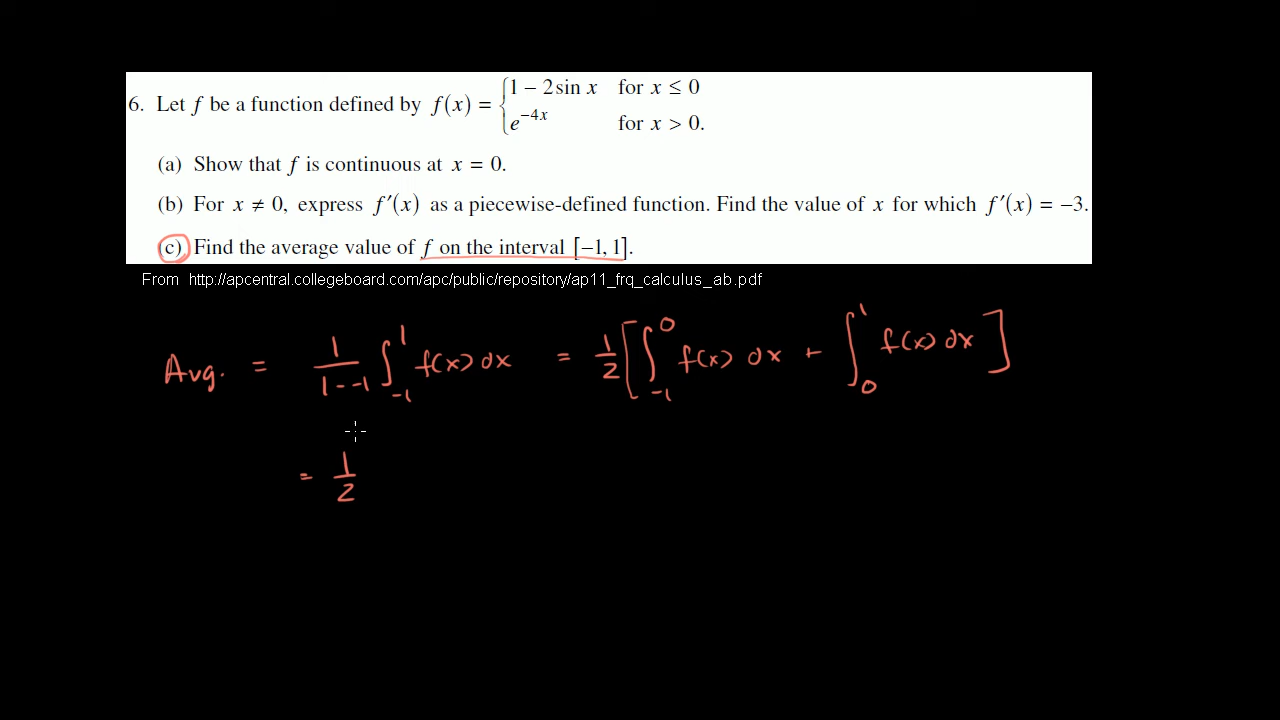 6. Let f be a function defined by f(x) = { 1 − 2 sin x for x ≤ 0
e^{−4x} for x > 0.
(a) Show that f is continuous at x = 0.
(b) For x ≠ 0, express f′(x) as a piecewise-defined function. Find the value of x for which f′(x) = −3.
(c) Find the average value of f on the interval [−1, 1].
From http://apcentral.collegeboard.com/apc/public/repository/ap11_frq_calculus_ab.pdf
Avg. = 1/(1--1) ∫_{-1}^{1} f(x) dx = 1/2 [ ∫_{-1}^{0} f(x) dx + ∫_{0}^{1} f(x) dx ]
= 1/2